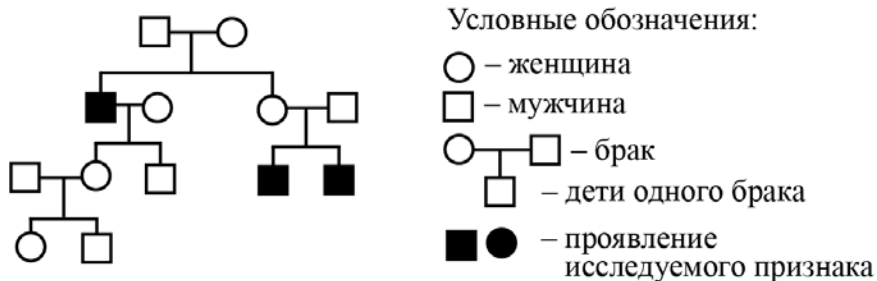 Условные обозначения:
– женщина
– мужчина
– брак
– дети одного брака
– проявление
исследуемого признака